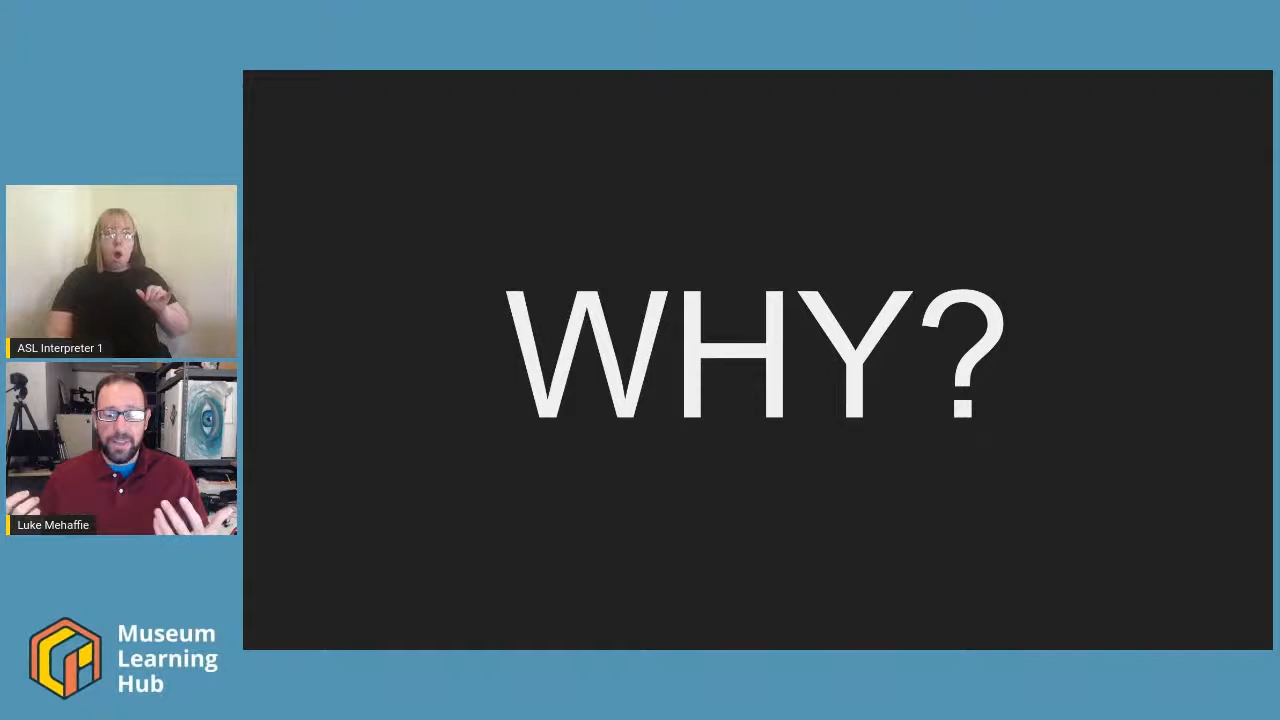 WHY?
ASL Interpreter 1
Luke Mehaffie
Museum
Learning
Hub